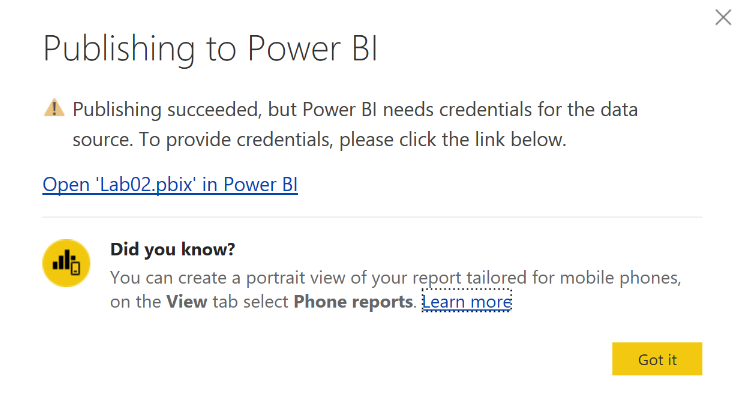 Publishing to Power BI
Publishing succeeded, but Power BI needs credentials for the data
source. To provide credentials, please click the link below.
Open 'Lab02.pbix' in Power BI
Did you know?
You can create a portrait view of your report tailored for mobile phones,
on the View tab select Phone reports. Learn more
Got it